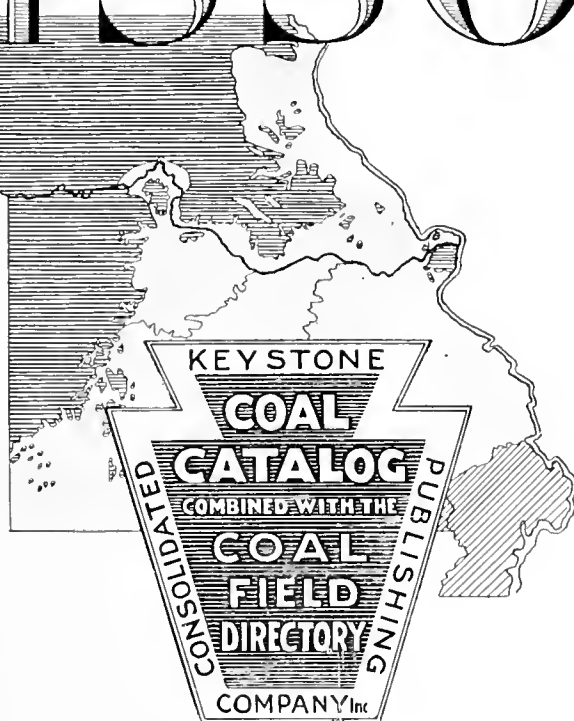 KEYSTONE
COAL
CATALOG
COMBINED WITH THE
COAL
FIELD
DIRECTORY
CONSOLIDATED
PUBLISHING
COMPANY Inc